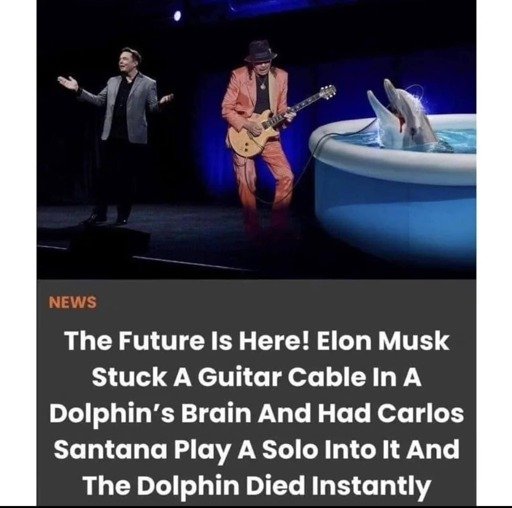 NEWS
The Future Is Here! Elon Musk
Stuck A Guitar Cable In A
Dolphin's Brain And Had Carlos
Santana Play A Solo Into It And
The Dolphin Died Instantly